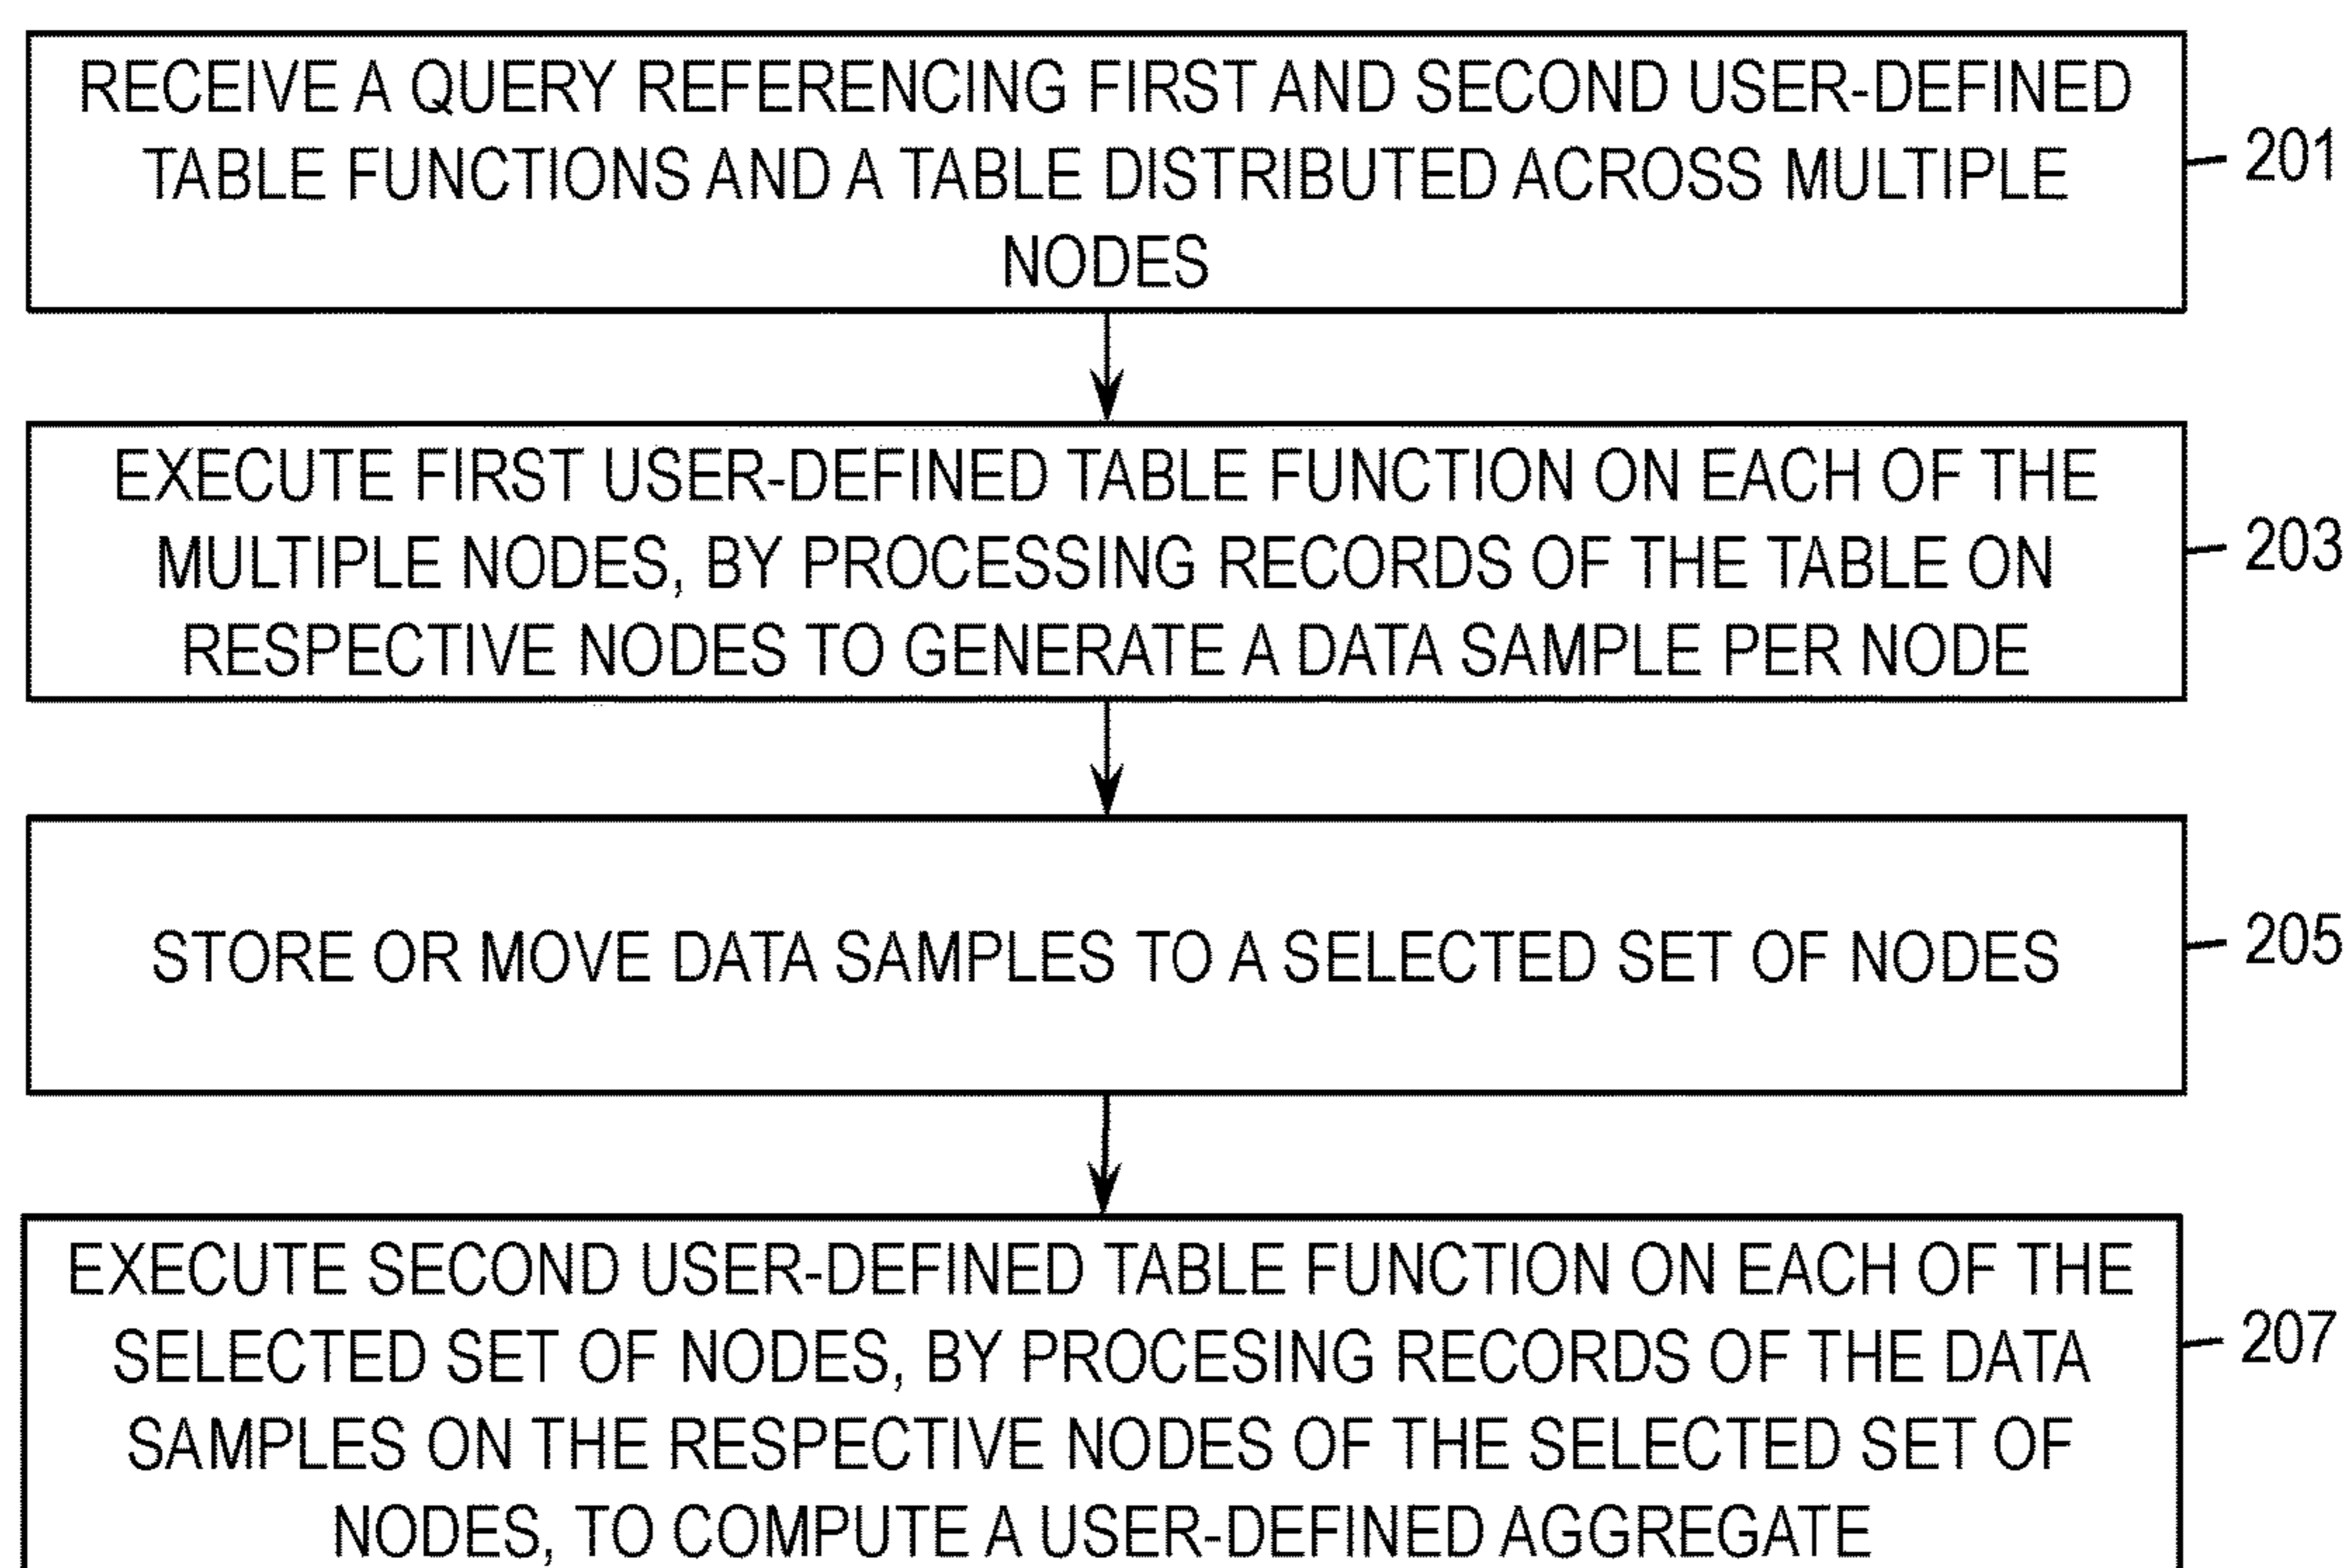 RECEIVE A QUERY REFERENCING FIRST AND SECOND USER-DEFINED
TABLE FUNCTIONS AND A TABLE DISTRIBUTED ACROSS MULTIPLE
NODES
201
EXECUTE FIRST USER-DEFINED TABLE FUNCTION ON EACH OF THE
MULTIPLE NODES, BY PROCESSING RECORDS OF THE TABLE ON
RESPECTIVE NODES TO GENERATE A DATA SAMPLE PER NODE
203
STORE OR MOVE DATA SAMPLES TO A SELECTED SET OF NODES
205
EXECUTE SECOND USER-DEFINED TABLE FUNCTION ON EACH OF THE
SELECTED SET OF NODES, BY PROCESING RECORDS OF THE DATA
SAMPLES ON THE RESPECTIVE NODES OF THE SELECTED SET OF
NODES, TO COMPUTE A USER-DEFINED AGGREGATE
207